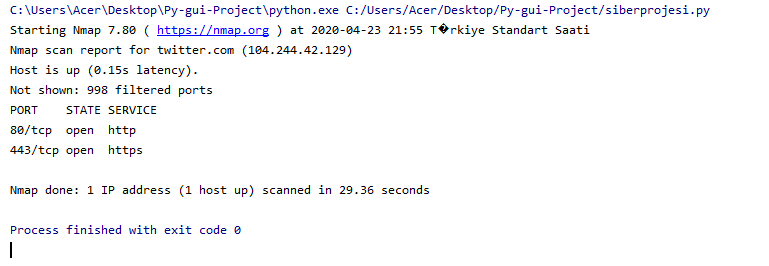 C:\Users\Acer\Desktop\Py-gui-Project\python.exe C:/Users/Acer/Desktop/Py-gui-Project/siberprojesi.py
Starting Nmap 7.80 ( https://nmap.org ) at 2020-04-23 21:55 T�rkiye Standart Saati
Nmap scan report for twitter.com (104.244.42.129)
Host is up (0.15s latency).
Not shown: 998 filtered ports
PORT    STATE SERVICE
80/tcp  open  http
443/tcp open  https
Nmap done: 1 IP address (1 host up) scanned in 29.36 seconds
Process finished with exit code 0